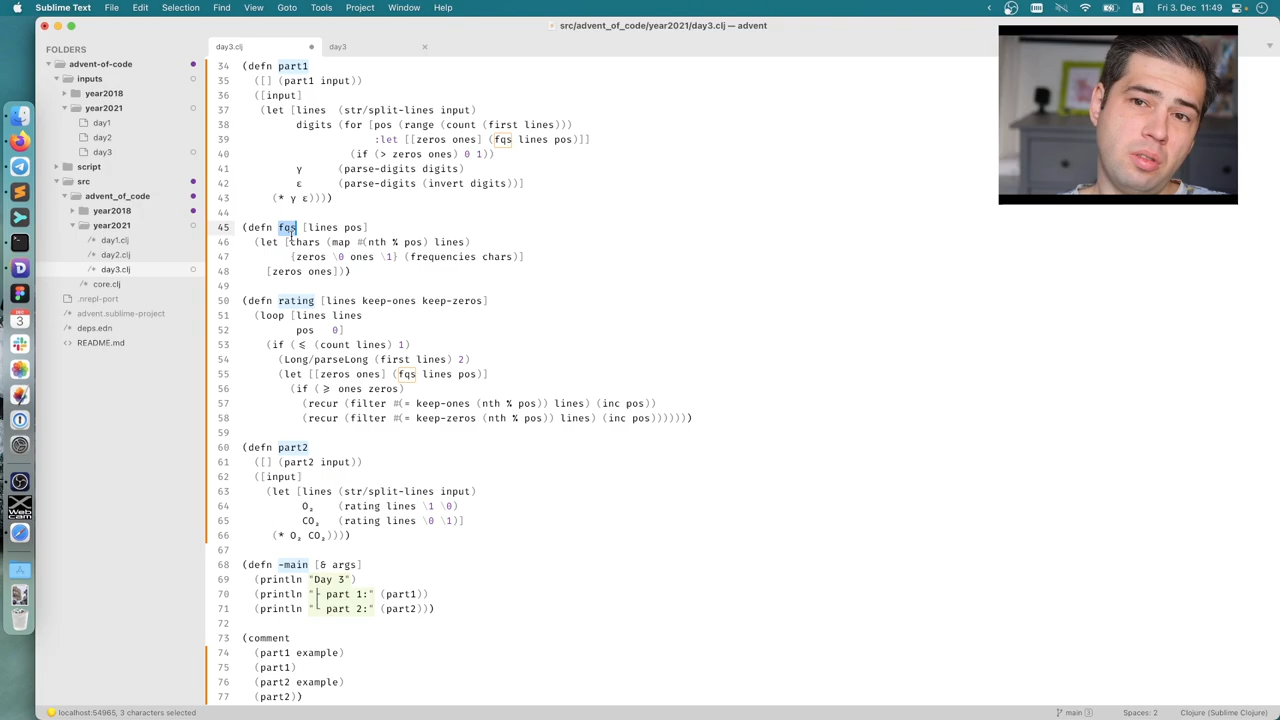 Sublime Text File Edit Selection Find View Goto Tools Project Window Help
A
Fri 3. Dec 11:49
src/advent_of_code/year2021/day3.clj — advent
FOLDERS
advent-of-code
inputs
year2018
year2021
day1
day2
day3
script
src
advent_of_code
year2018
year2021
/* day1.clj
/* day2.clj
/* day3.clj
/* core.clj
.nrepl-port
/* advent.sublime-project
/* deps.edn
<> README.md
DEC
3
Web
cam
day3.clj
day3
34 (defn part1
35 ([] (part1 input))
36 ([input]
37 (let [lines (str/split-lines input)
38 digits (for [pos (range (count (first lines)))
39 :let [[zeros ones] (fqs lines pos)]]
40 (if (> zeros ones) 0 1))
41 γ (parse-digits digits)
42 ε (parse-digits (invert digits))]
43 (* γ ε))))
44
45 (defn fqs [lines pos]
46 (let [chars (map #(nth % pos) lines)
47 {zeros \0 ones \1} (frequencies chars)]
48 [zeros ones]))
49
50 (defn rating [lines keep-ones keep-zeros]
51 (loop [lines lines
52 pos 0]
53 (if (⩽ (count lines) 1)
54 (Long/parseLong (first lines) 2)
55 (let [[zeros ones] (fqs lines pos)]
56 (if (⩾ ones zeros)
57 (recur (filter #(= keep-ones (nth % pos)) lines) (inc pos))
58 (recur (filter #(= keep-zeros (nth % pos)) lines) (inc pos)))))))
59
60 (defn part2
61 ([] (part2 input))
62 ([input]
63 (let [lines (str/split-lines input)
64 O₂ (rating lines \1 \0)
65 CO₂ (rating lines \0 \1)]
66 (* O₂ CO₂))))
67
68 (defn -main [& args]
69 (println "Day 3")
70 (println "├ part 1:" (part1))
71 (println "└ part 2:" (part2)))
72
73 (comment
74 (part1 example)
75 (part1)
76 (part2 example)
77 (part2))
localhost:54965, 3 characters selected
main 3
Spaces: 2
Clojure (Sublime Clojure)